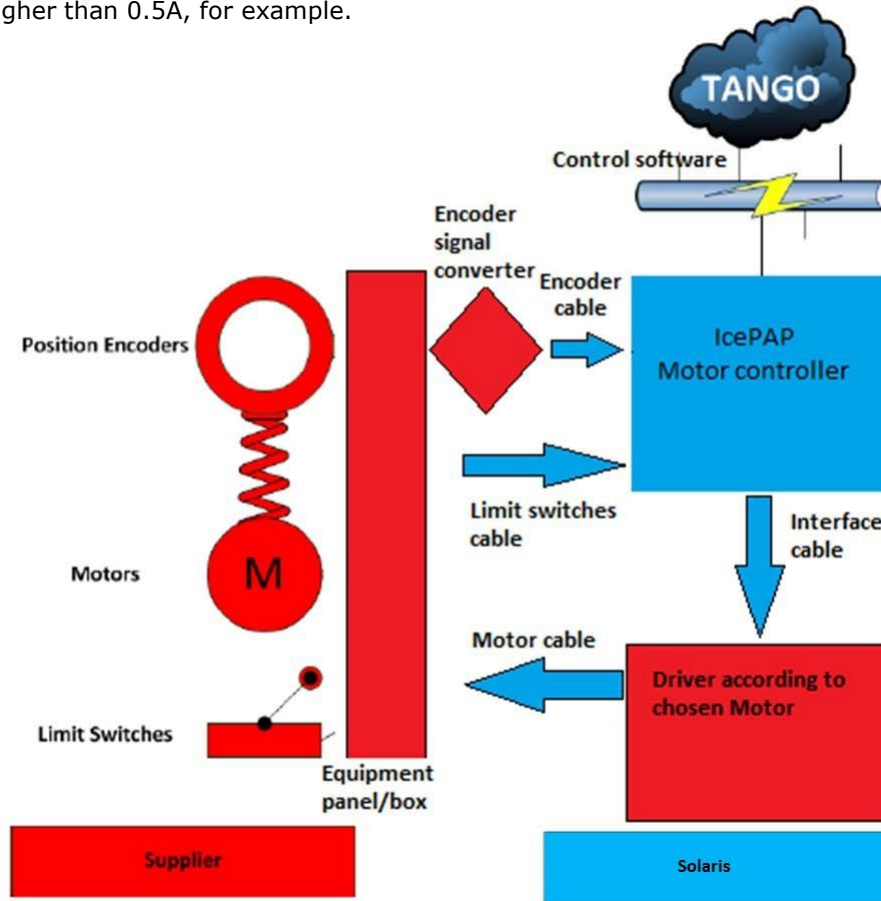 gher than 0.5A, for example.
TANGO
Control software
Encoder
signal
converter
Encoder
cable
Position Encoders
IcePAP
Motor controller
Limit switches
cable
Interface
cable
Motors
M
Motor cable
Driver according to
chosen Motor
Limit Switches
Equipment
panel/box
Supplier
Solaris